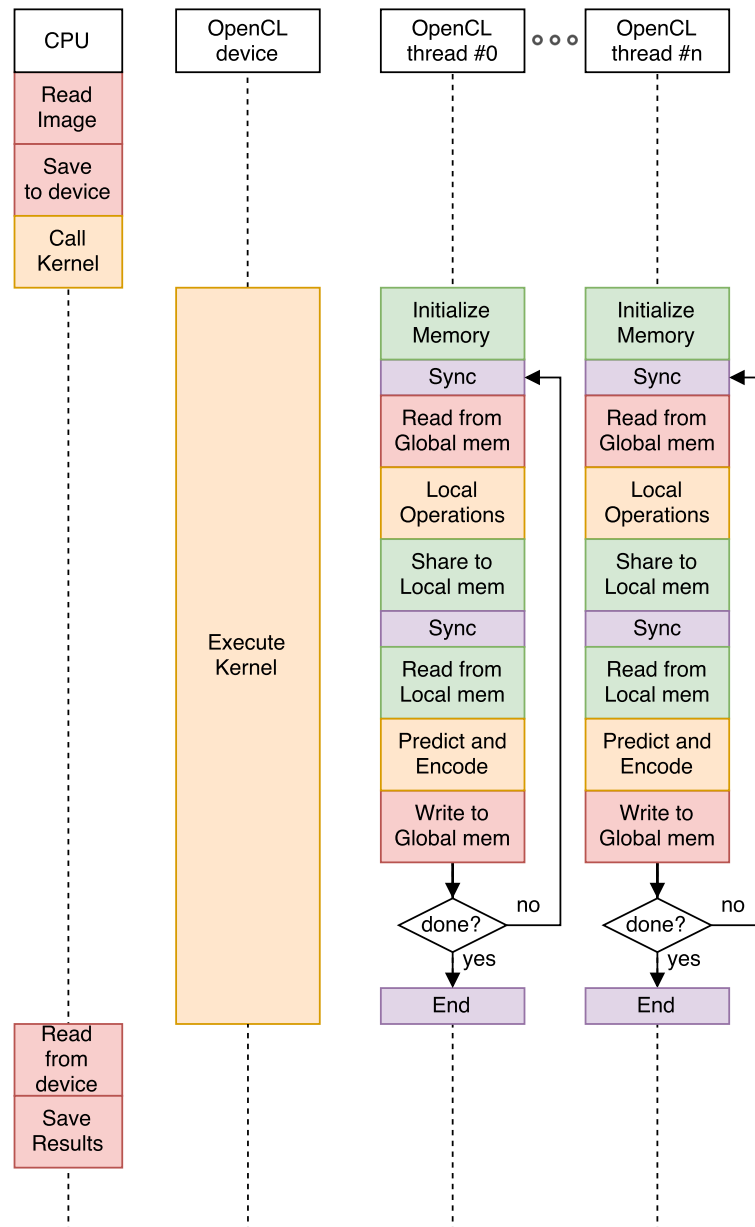 CPU
OpenCL
device
OpenCL
thread #0
OpenCL
thread #n
Read
Image
Save
to device
Call
Kernel
Execute
Kernel
Initialize
Memory
Sync
Read from
Global mem
Local
Operations
Share to
Local mem
Sync
Read from
Local mem
Predict and
Encode
Write to
Global mem
done?
no
yes
End
Initialize
Memory
Sync
Read from
Global mem
Local
Operations
Share to
Local mem
Sync
Read from
Local mem
Predict and
Encode
Write to
Global mem
done?
no
yes
End
Read
from
device
Save
Results